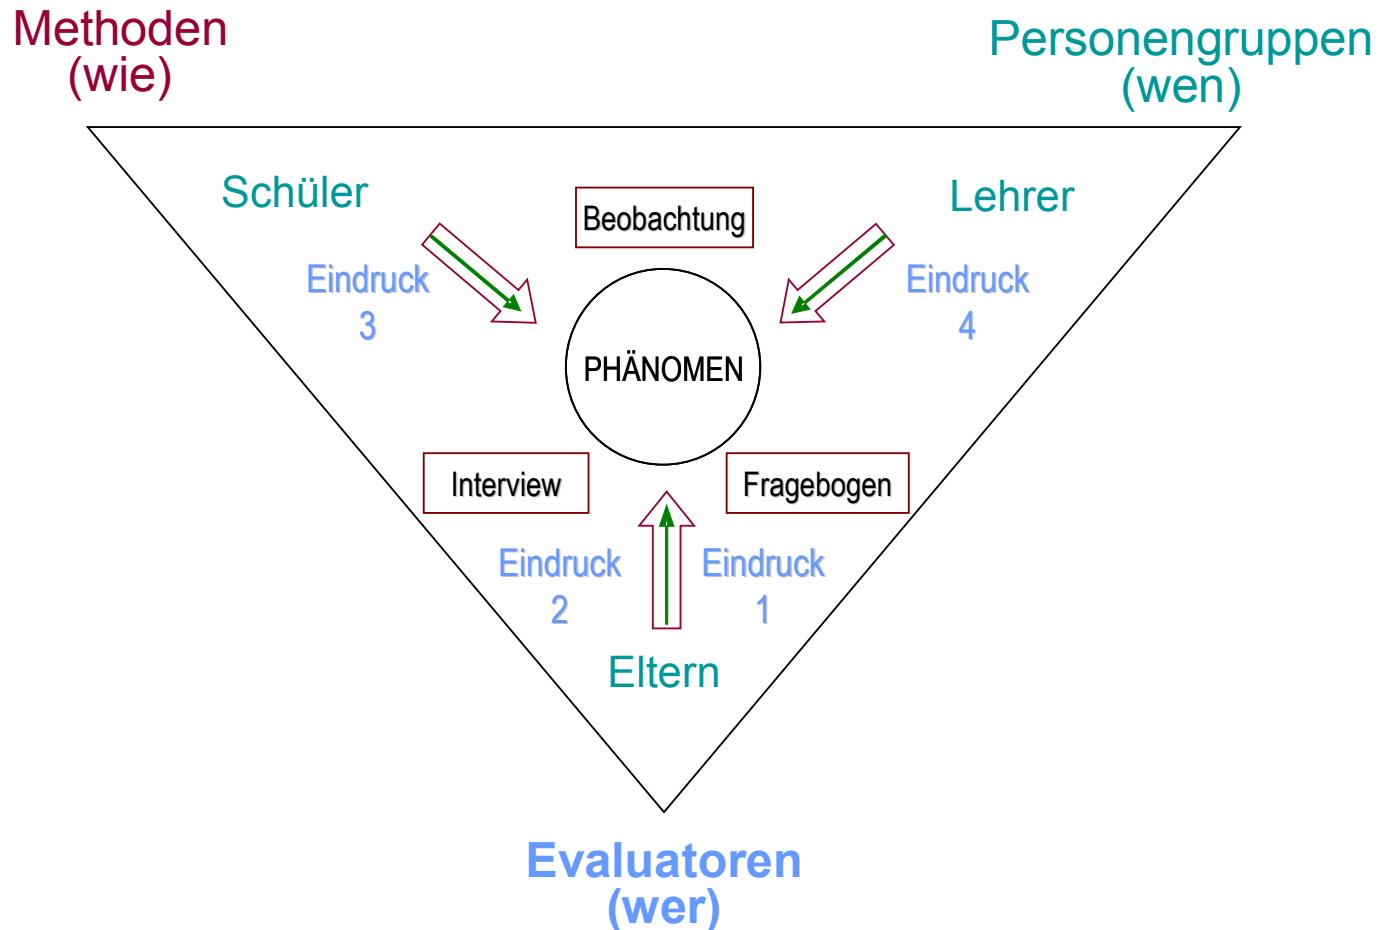 Methoden
(wie)
Personengruppen
(wen)
Schüler
Beobachtung
Lehrer
Eindruck
3
Eindruck
4
PHÄNOMEN
Interview
Fragebogen
Eindruck
2
Eindruck
1
Eltern
Evaluatoren
(wer)